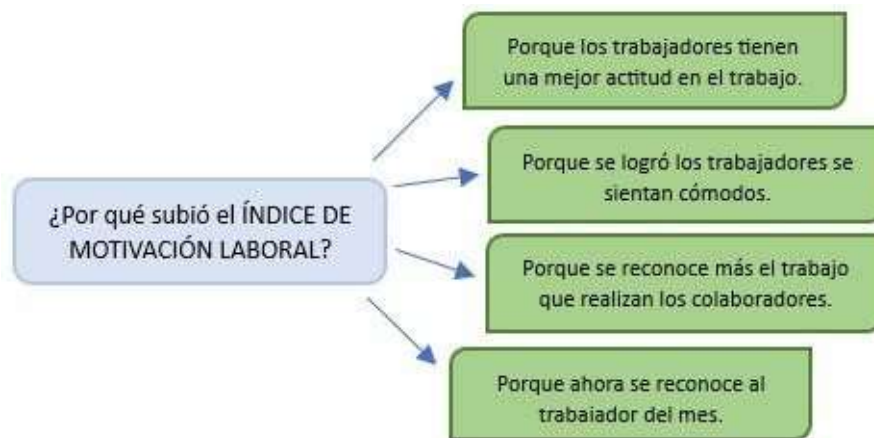 Porque los trabajadores tienen
una mejor actitud en el trabajo.
Porque se logró los trabajadores se
sientan cómodos.
¿Por qué subió el ÍNDICE DE
MOTIVACIÓN LABORAL?
Porque se reconoce más el trabajo
que realizan los colaboradores.
Porque ahora se reconoce al
trabajador del mes.